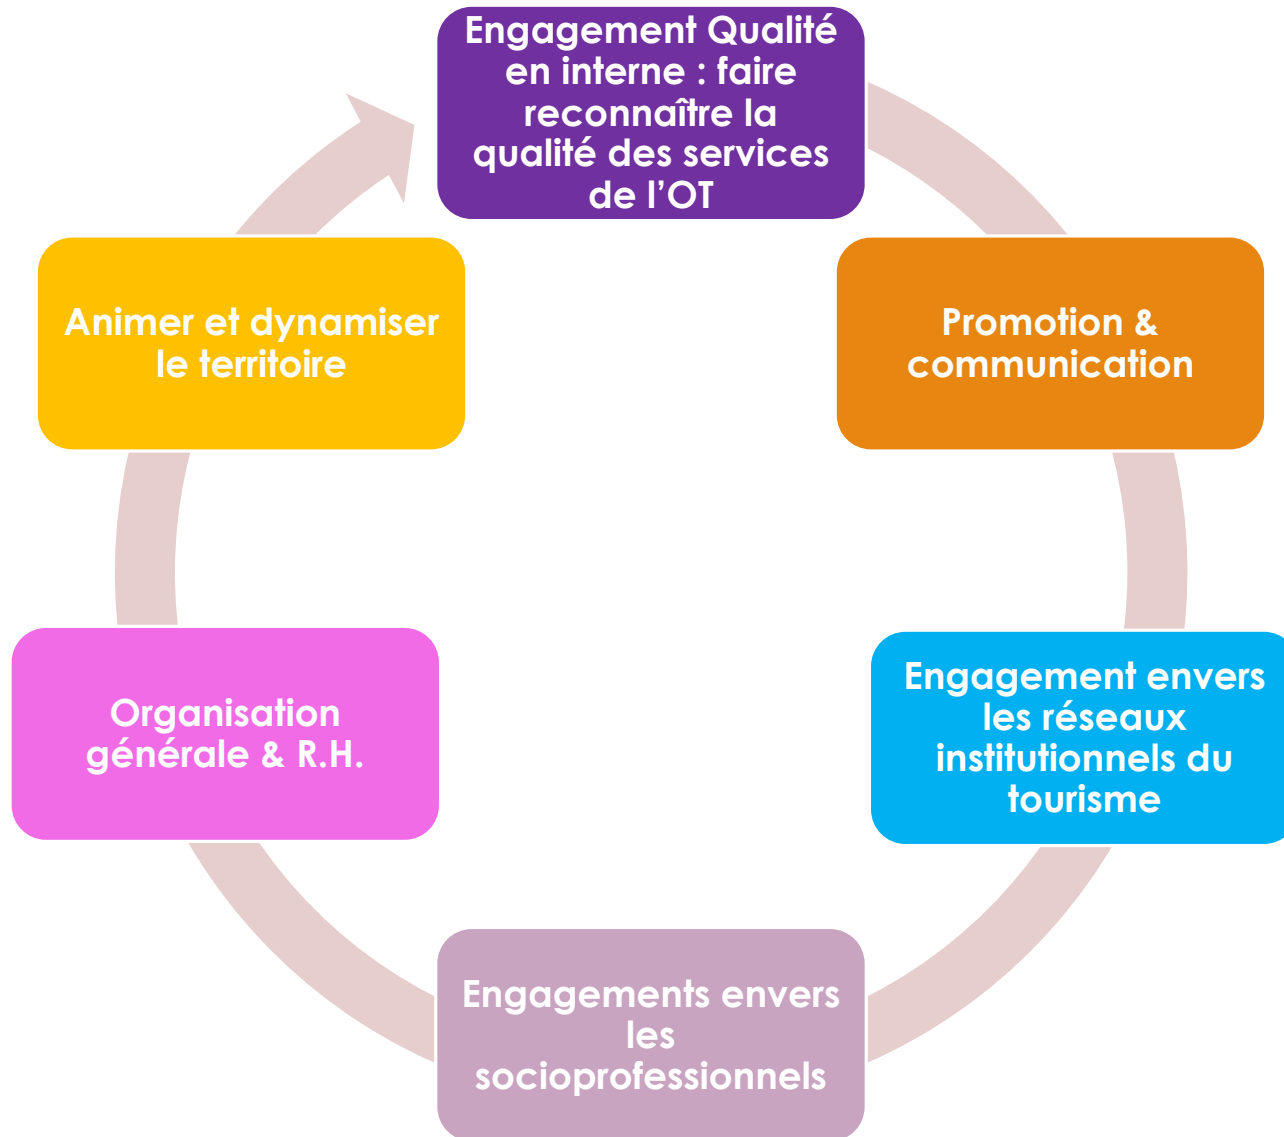 Engagement Qualité
en interne : faire
reconnaître la
qualité des services
de l’OT
Promotion &
communication
Engagement envers
les réseaux
institutionnels du
tourisme
Engagements envers
les
socioprofessionnels
Organisation
générale & R.H.
Animer et dynamiser
le territoire